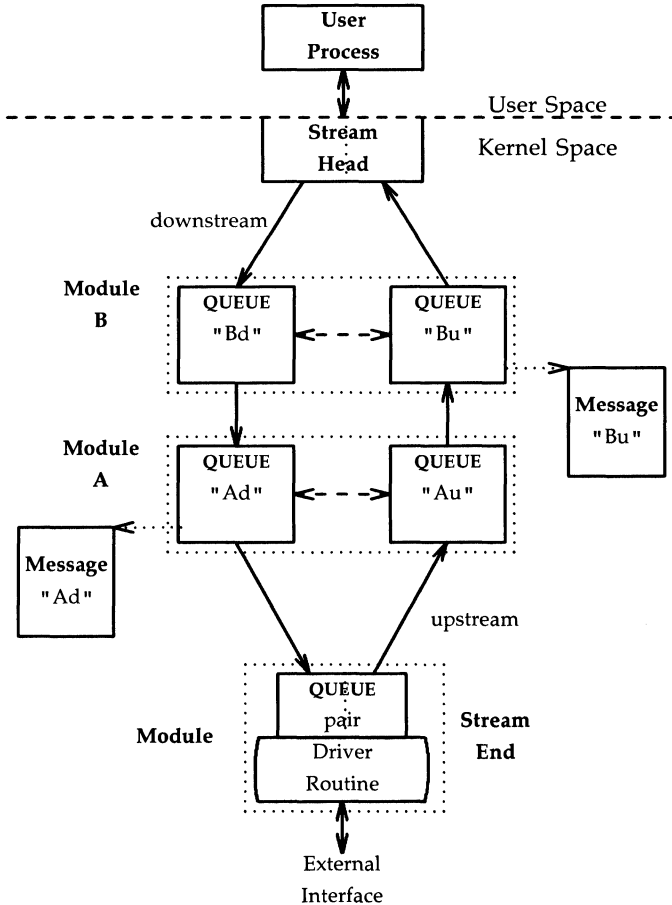 User
Process
User Space
Stream
Head
Kernel Space
downstream
Module
B
QUEUE
"Bd"
QUEUE
"Bu"
Message
"Bu"
Module
A
QUEUE
"Ad"
QUEUE
"Au"
Message
"Ad"
upstream
QUEUE
pair
Module
Stream
End
Driver
Routine
External
Interface